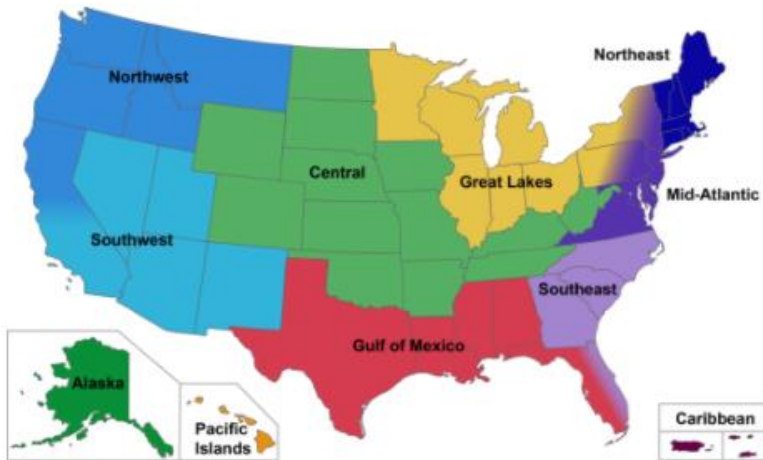 Northeast
Northwest
Central
Great Lakes
Mid-Atlantic
Southwest
Southeast
Gulf of Mexico
Alaska
Pacific
Islands
Caribbean